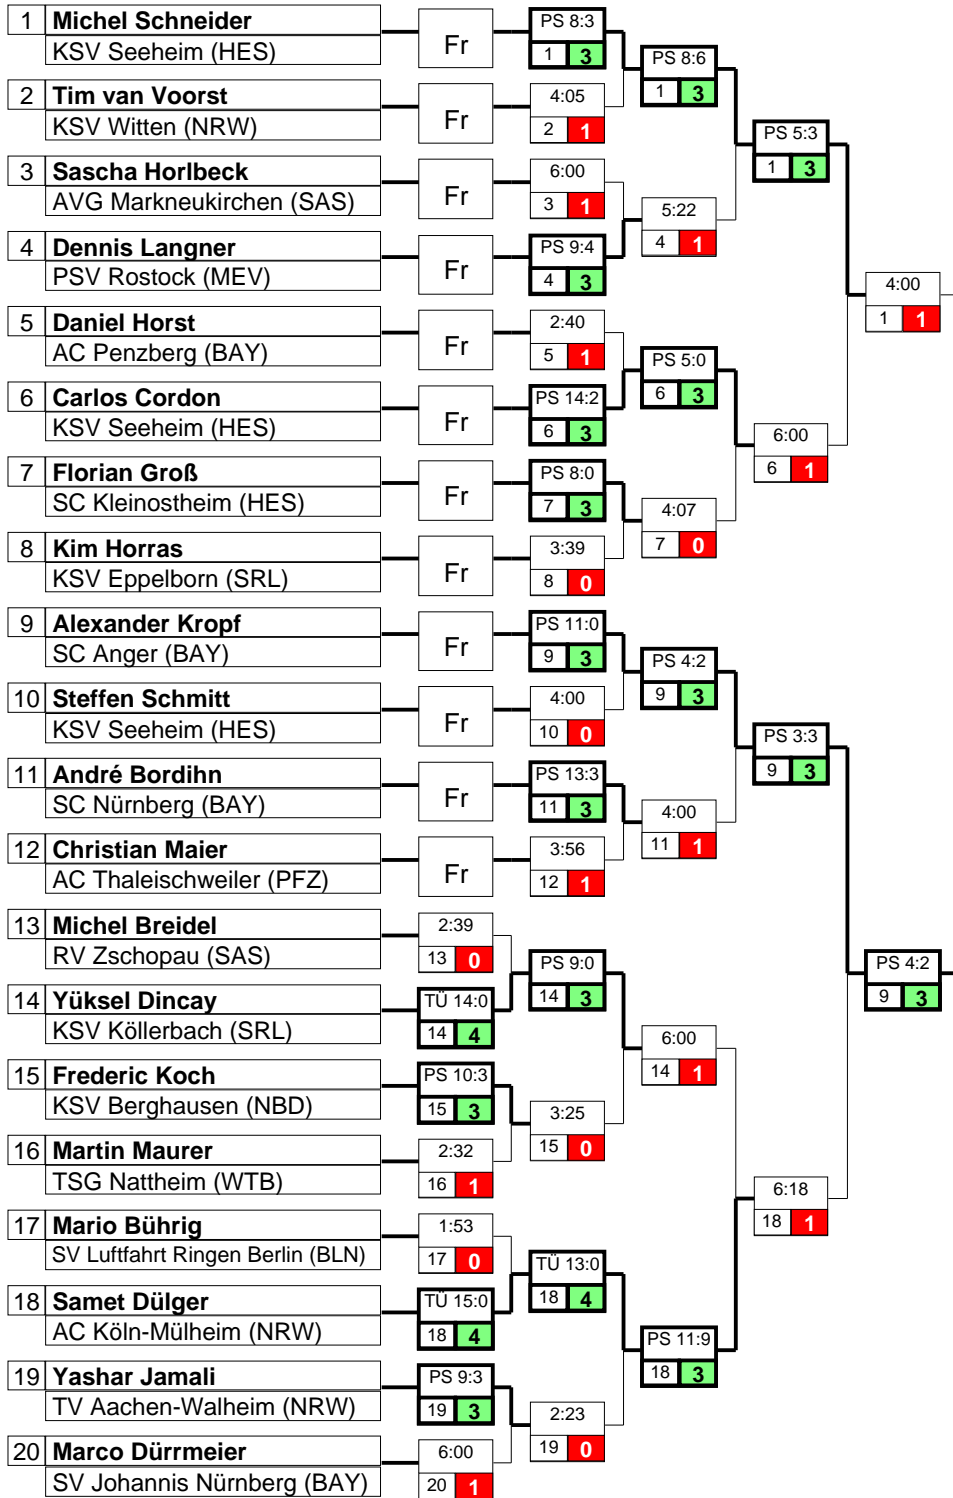 1 Michel Schneider
KSV Seeheim (HES)
Fr
PS 8:3
1 3
PS 8:6
1 3
2 Tim van Voorst
KSV Witten (NRW)
Fr
4:05
2 1
PS 5:3
1 3
3 Sascha Horlbeck
AVG Markneukirchen (SAS)
Fr
6:00
3 1
5:22
4 1
4 Dennis Langner
PSV Rostock (MEV)
Fr
PS 9:4
4 3
4:00
1 1
5 Daniel Horst
AC Penzberg (BAY)
Fr
2:40
5 1
PS 5:0
6 3
6 Carlos Cordon
KSV Seeheim (HES)
Fr
PS 14:2
6 3
6:00
6 1
7 Florian Groß
SC Kleinostheim (HES)
Fr
PS 8:0
7 3
4:07
7 0
8 Kim Horras
KSV Eppelborn (SRL)
Fr
3:39
8 0
9 Alexander Kropf
SC Anger (BAY)
Fr
PS 11:0
9 3
PS 4:2
9 3
10 Steffen Schmitt
KSV Seeheim (HES)
Fr
4:00
10 0
PS 3:3
9 3
11 André Bordihn
SC Nürnberg (BAY)
Fr
PS 13:3
11 3
4:00
11 1
12 Christian Maier
AC Thaleischweiler (PFZ)
Fr
3:56
12 1
13 Michel Breidel
RV Zschopau (SAS)
2:39
13 0
PS 9:0
14 3
PS 4:2
9 3
14 Yüksel Dincay
KSV Köllerbach (SRL)
TÜ 14:0
14 4
6:00
14 1
15 Frederic Koch
KSV Berghausen (NBD)
PS 10:3
15 3
3:25
15 0
16 Martin Maurer
TSG Nattheim (WTB)
2:32
16 1
6:18
18 1
17 Mario Bührig
SV Luftfahrt Ringen Berlin (BLN)
1:53
17 0
TÜ 13:0
18 4
18 Samet Dülger
AC Köln-Mülheim (NRW)
TÜ 15:0
18 4
PS 11:9
18 3
19 Yashar Jamali
TV Aachen-Walheim (NRW)
PS 9:3
19 3
2:23
19 0
20 Marco Dürrmeier
SV Johannis Nürnberg (BAY)
6:00
20 1